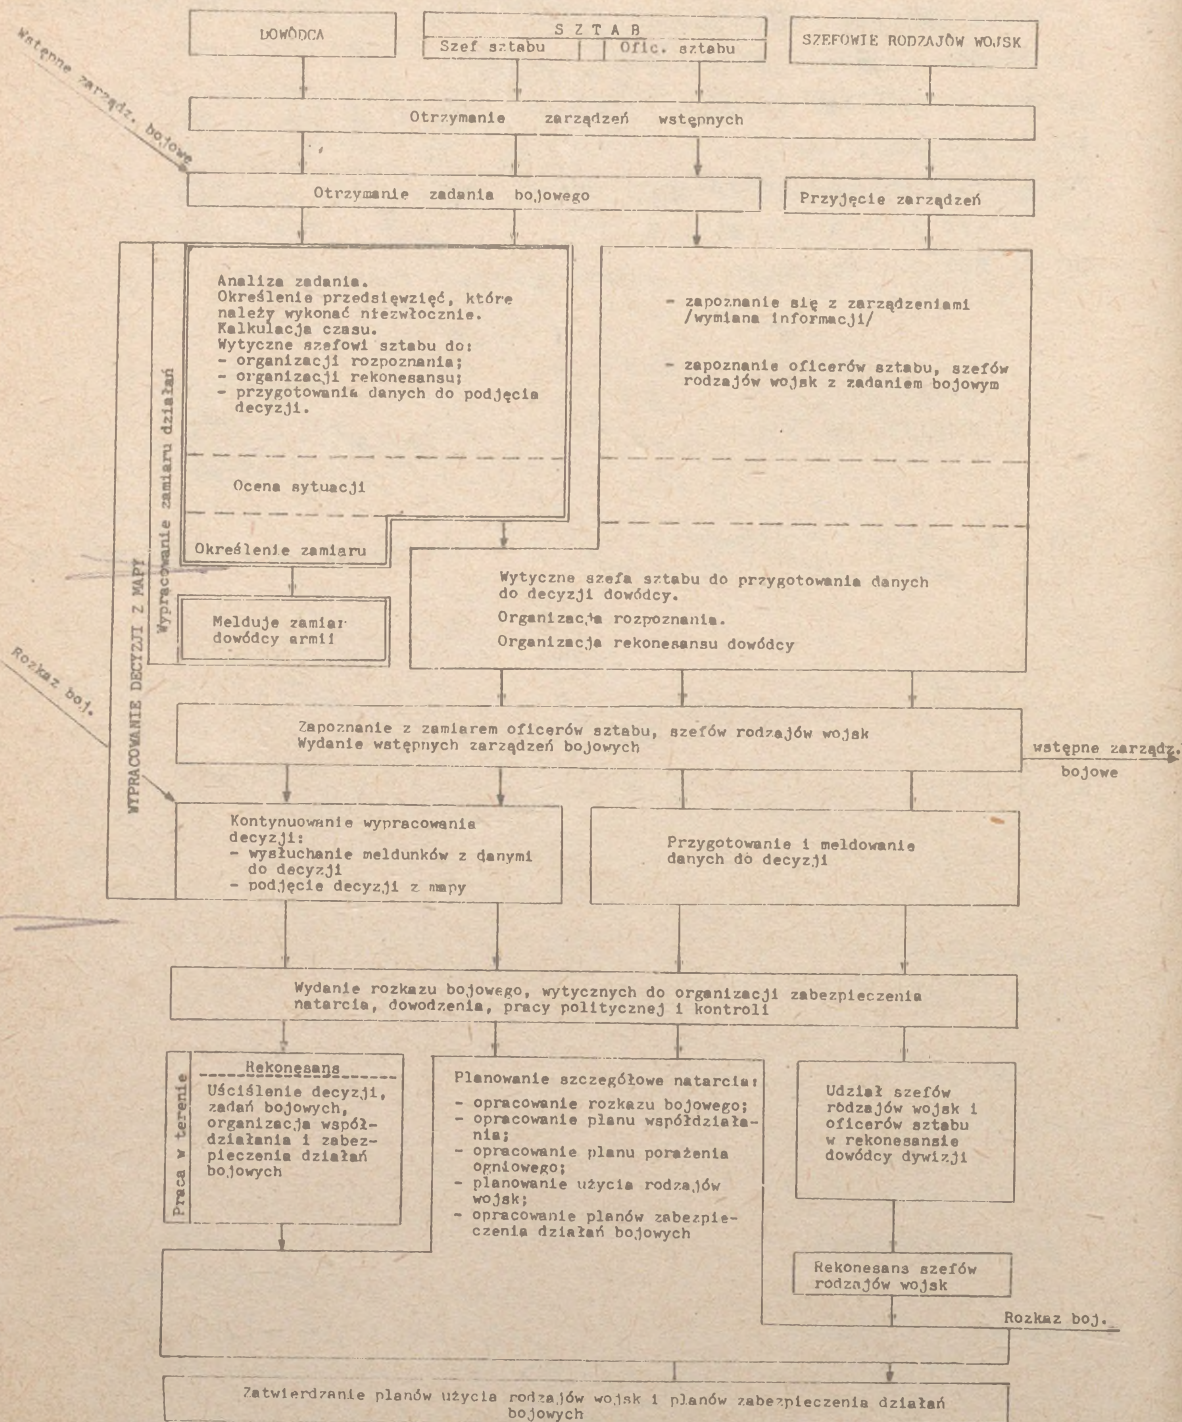 DOWÓDCA
S Z T A B
Szef sztabu
Ofic. sztabu
SZEFOWIE RODZAJÓW WOJSK
Wstępne zarządz. bojowe
Otrzymanie zarządzeń wstępnych
Otrzymanie zadania bojowego
Przyjęcie zarządzeń
WYPRACOWANIE DECYZJI Z MAPY
Wypracowanie zamiaru działań
Analiza zadania.
Określenie przedsięwzięć, które
należy wykonać niezwłocznie.
Kalkulacja czasu.
Wytyczne szefowi sztabu do:
- organizacji rozpoznania;
- organizacji rekonesansu;
- przygotowania danych do podjęcia
decyzji.
Ocena sytuacji
Określenie zamiaru
- zapoznanie się z zarządzeniami
/wymiana informacji/
- zapoznanie oficerów sztabu, szefów
rodzajów wojsk z zadaniem bojowym
Wytyczne szefa sztabu do przygotowania danych
do decyzji dowódcy.
Organizacja rozpoznania.
Organizacja rekonesansu dowódcy
Melduje zamiar
dowódcy armii
Rozkaz boj.
Zapoznanie z zamiarem oficerów sztabu, szefów rodzajów wojsk
Wydanie wstępnych zarządzeń bojowych
wstępne zarządz.
bojowe
Kontynuowanie wypracowania
decyzji:
- wysłuchanie meldunków z danymi
do decyzji
- podjęcie decyzji z mapy
Przygotowanie i meldowanie
danych do decyzji
Wydanie rozkazu bojowego, wytycznych do organizacji zabezpieczenia
natarcia, dowodzenia, pracy politycznej i kontroli
Praca w terenie
Rekonesans
Uściślenie decyzji,
zadań bojowych,
organizacja współ-
działania i zabez-
pieczenia działań
bojowych
Planowanie szczegółowe natarcia:
- opracowanie rozkazu bojowego;
- opracowanie planu współdziała-
nia;
- opracowanie planu porażenia
ogniowego;
- planowanie użycia rodzajów
wojsk;
- opracowanie planów zabezpie-
czenia działań bojowych
Udział szefów
rodzajów wojsk i
oficerów sztabu
w rekonesansie
dowódcy dywizji
Rekonesans szefów
rodzajów wojsk
Rozkaz boj.
Zatwierdzanie planów użycia rodzajów wojsk i planów zabezpieczenia działań
bojowych